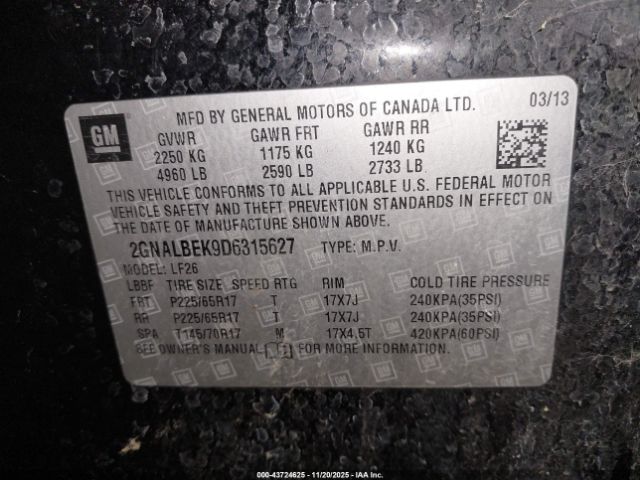 GM
MFD BY GENERAL MOTORS OF CANADA LTD. 03/13
GVWR GAWR FRT GAWR RR
2250 KG 1175 KG 1240 KG
4960 LB 2590 LB 2733 LB
THIS VEHICLE CONFORMS TO ALL APPLICABLE U.S. FEDERAL MOTOR
VEHICLE SAFETY AND THEFT PREVENTION STANDARDS IN EFFECT ON
THE DATE OF MANUFACTURE SHOWN ABOVE.
2GNALBEK9D6315627 TYPE: M.P.V.
MODEL: LF26
LBBF TIRE SIZE SPEED RTG RIM COLD TIRE PRESSURE
FRT P225/65R17 T 17X7J 240KPA(35PSI)
RR P225/65R17 T 17X7J 240KPA(35PSI)
SPA T145/70R17 M 17X4.5T 420KPA(60PSI)
SEE OWNER'S MANUAL FOR MORE INFORMATION.
000-43724625 - 11/20/2025 - IAAI.COM